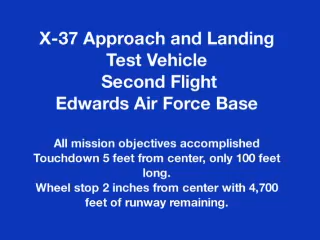 X-37 Approach and Landing
Test Vehicle
Second Flight
Edwards Air Force Base
All mission objectives accomplished
Touchdown 5 feet from center, only 100 feet
long.
Wheel stop 2 inches from center with 4,700
feet of runway remaining.